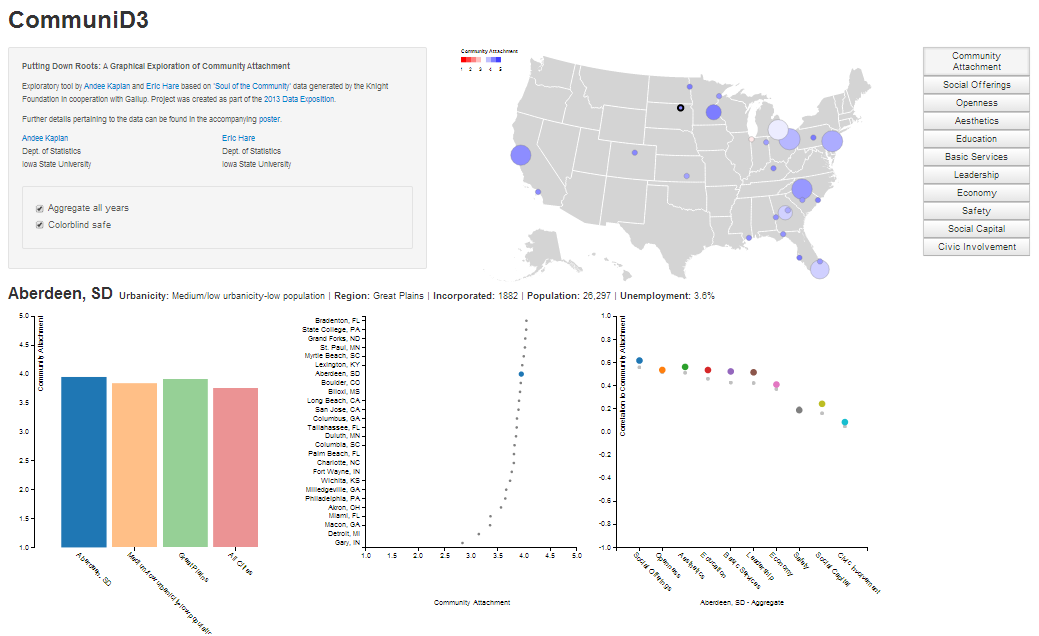 CommuniD3
Putting Down Roots: A Graphical Exploration of Community Attachment
Exploratory tool by Andee Kaplan and Eric Hare based on 'Soul of the Community' data generated by the Knight
Foundation in cooperation with Gallup. Project was created as part of the 2013 Data Exposition.
Further details pertaining to the data can be found in the accompanying poster.
Andee Kaplan
Dept. of Statistics
Iowa State University
Eric Hare
Dept. of Statistics
Iowa State University
Aggregate all years
Colorblind safe
Community Attachment
1 2 3 4 5
Community
Attachment
Social Offerings
Openness
Aesthetics
Education
Basic Services
Leadership
Economy
Safety
Social Capital
Civic Involvement
Aberdeen, SD Urbanicity: Medium/low urbanicity-low population | Region: Great Plains | Incorporated: 1882 | Population: 26,297 | Unemployment: 3.6%
5.0
4.5
4.0
3.5
3.0
2.5
2.0
1.5
1.0
Community Attachment
Aberdeen, SD
Medium/low urbanicity-low population
Great Plains
All Cities
Bradenton, FL
State College, PA
Grand Forks, ND
St. Paul, MN
Myrtle Beach, SC
Lexington, KY
Aberdeen, SD
Boulder, CO
Biloxi, MS
Long Beach, CA
San Jose, CA
Columbus, GA
Tallahassee, FL
Duluth, MN
Columbia, SC
Palm Beach, FL
Charlotte, NC
Fort Wayne, IN
Wichita, KS
Milledgeville, GA
Philadelphia, PA
Akron, OH
Miami, FL
Macon, GA
Detroit, MI
Gary, IN
1.0 1.5 2.0 2.5 3.0 3.5 4.0 4.5 5.0
Community Attachment
1.0
0.8
0.6
0.4
0.2
0.0
-0.2
-0.4
-0.6
-0.8
-1.0
Correlation to Community Attachment
Social Offerings
Openness
Aesthetics
Education
Basic Services
Leadership
Economy
Safety
Social Capital
Civic Involvement
Aberdeen, SD - Aggregate